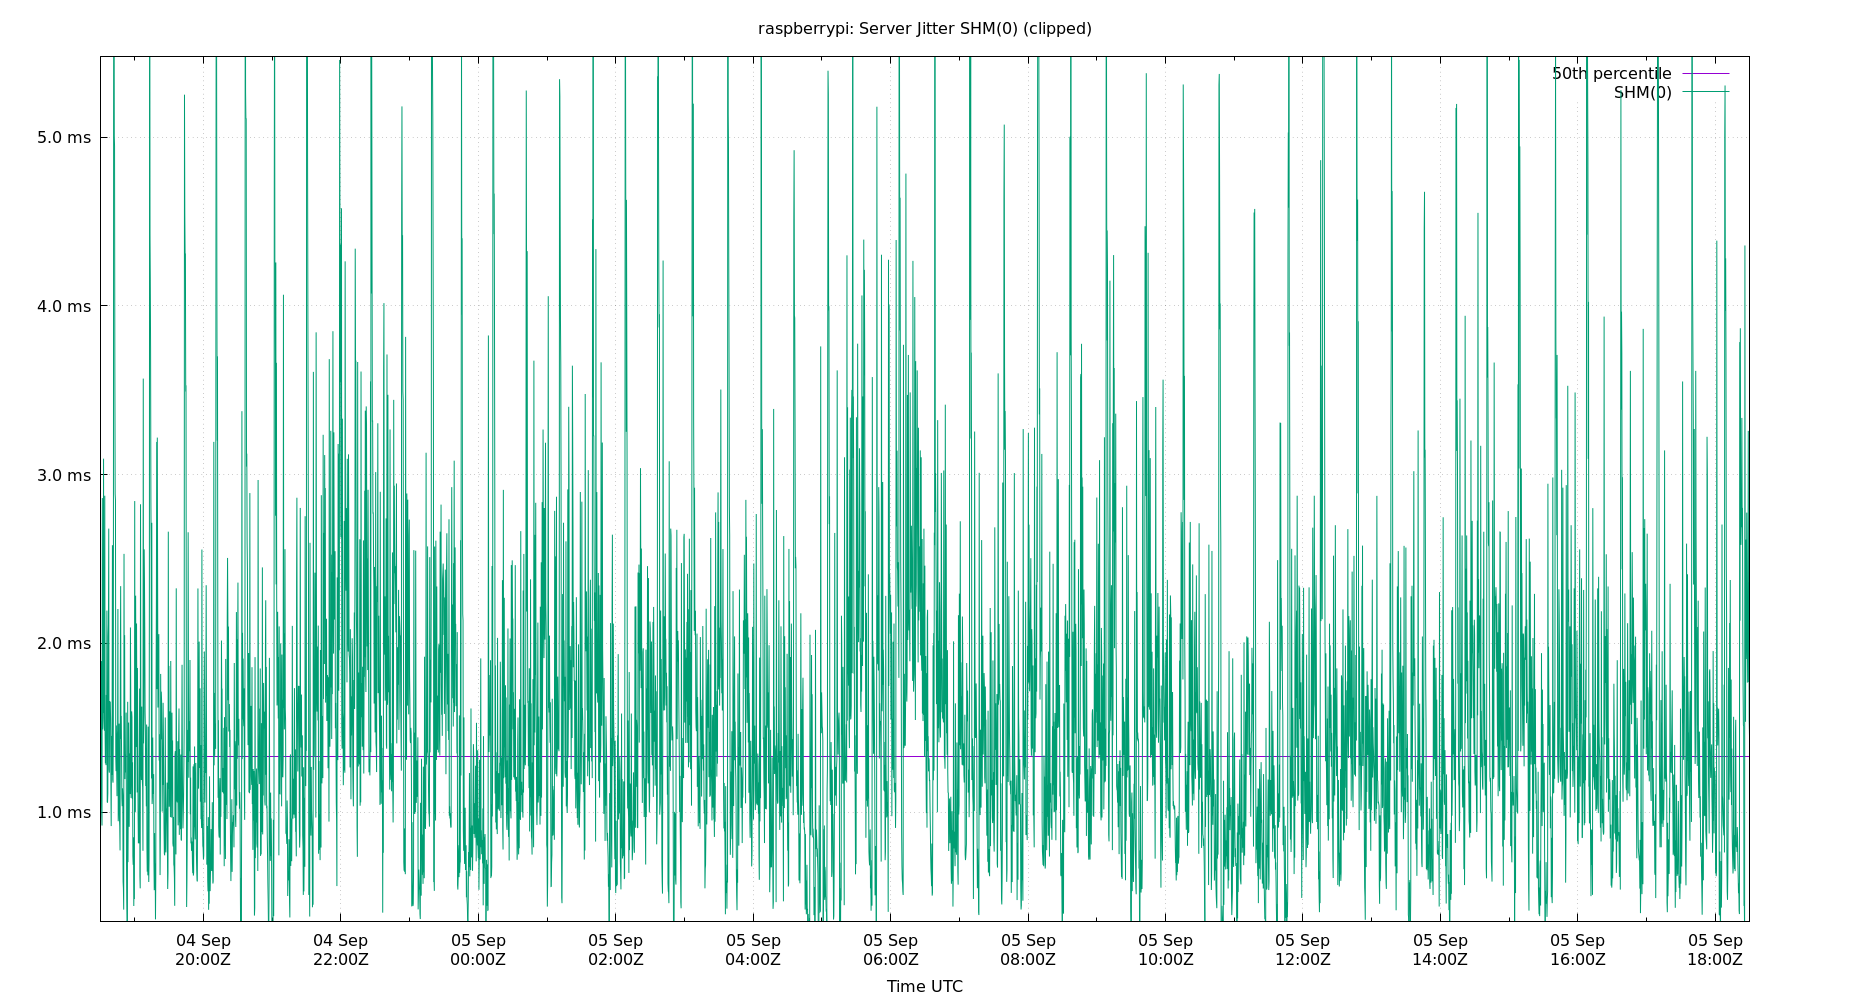 raspberrypi: Server Jitter SHM(0) (clipped)
50th percentile
SHM(0)
5.0 ms
4.0 ms
3.0 ms
2.0 ms
1.0 ms
04 Sep 04 Sep 05 Sep 05 Sep 05 Sep 05 Sep 05 Sep 05 Sep 05 Sep 05 Sep 05 Sep 05 Sep
20:00Z 22:00Z 00:00Z 02:00Z 04:00Z 06:00Z 08:00Z 10:00Z 12:00Z 14:00Z 16:00Z 18:00Z
Time UTC